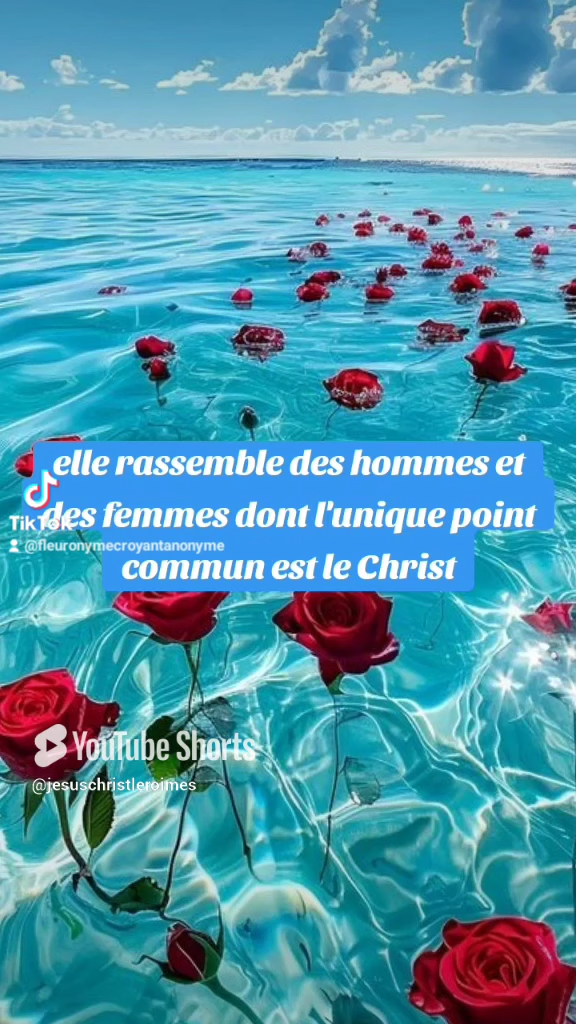 elle rassemble des hommes et
des femmes dont l'unique point
commun est le Christ
TikTok
@fleuronymecroyantanonyme
YouTube Shorts
@jesuschristleroimes